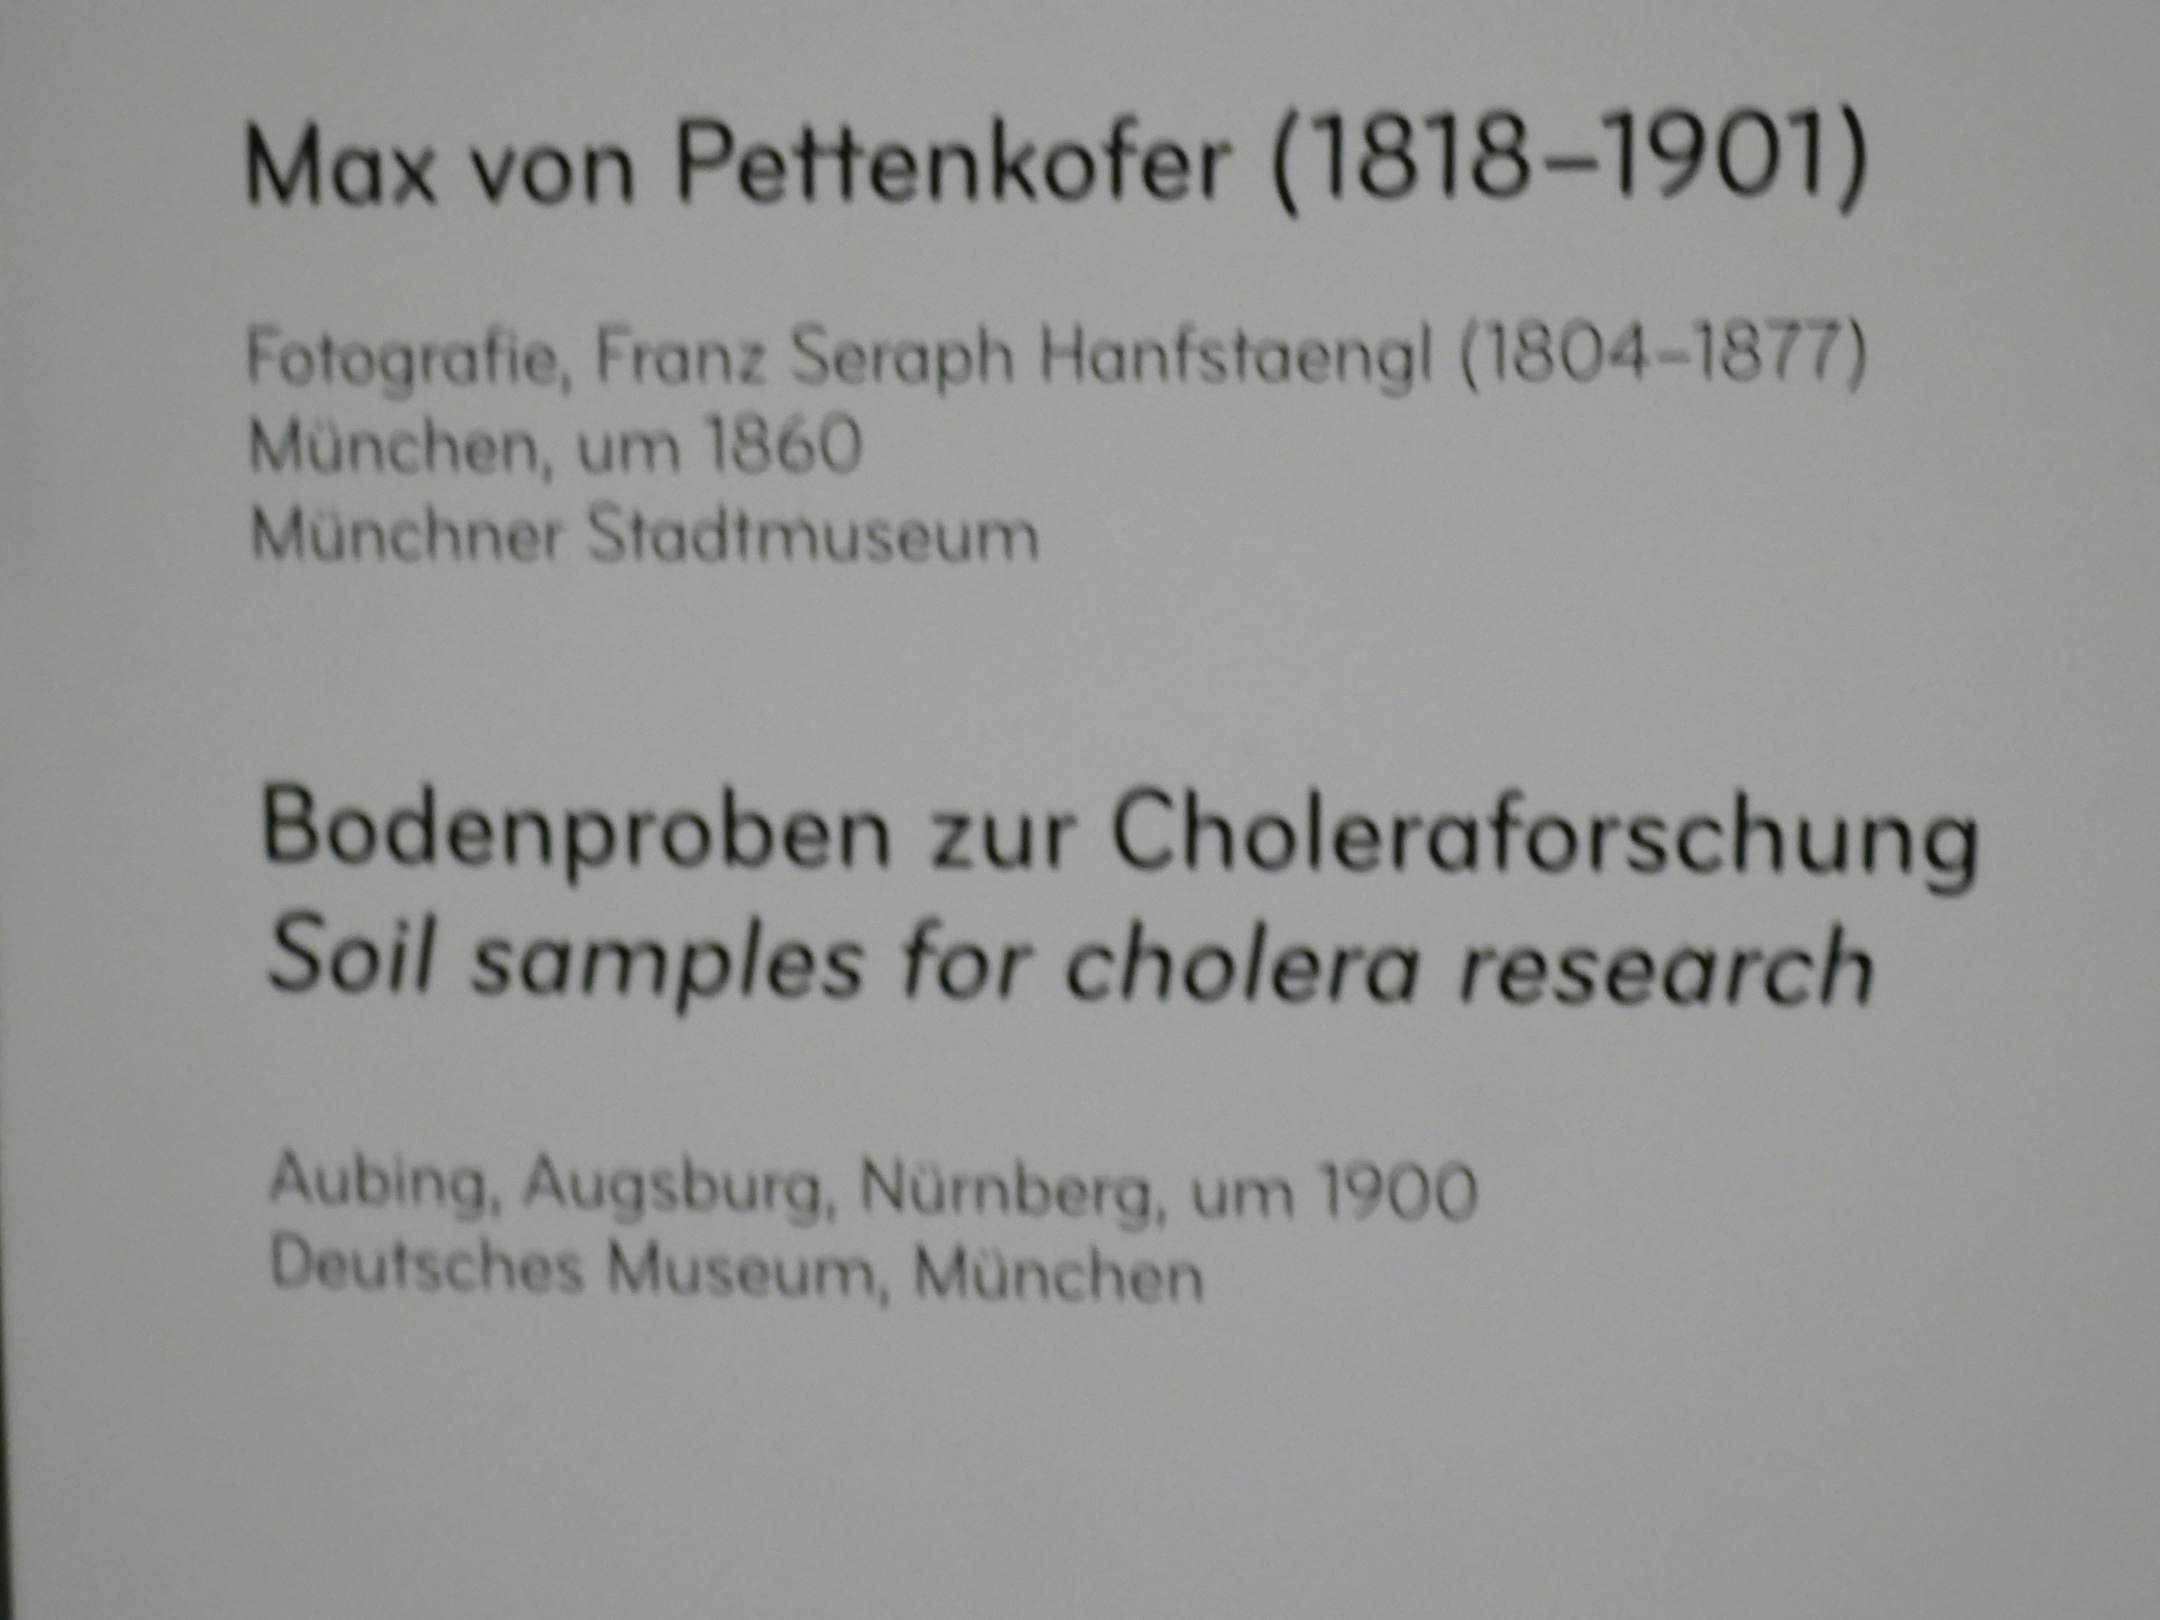 Max von Pettenkofer (1818–1901)
Fotografie, Franz Seraph Hanfstaengl (1804–1877)
München, um 1860
Münchner Stadtmuseum
Bodenproben zur Choleraforschung
Soil samples for cholera research
Aubing, Augsburg, Nürnberg, um 1900
Deutsches Museum, München